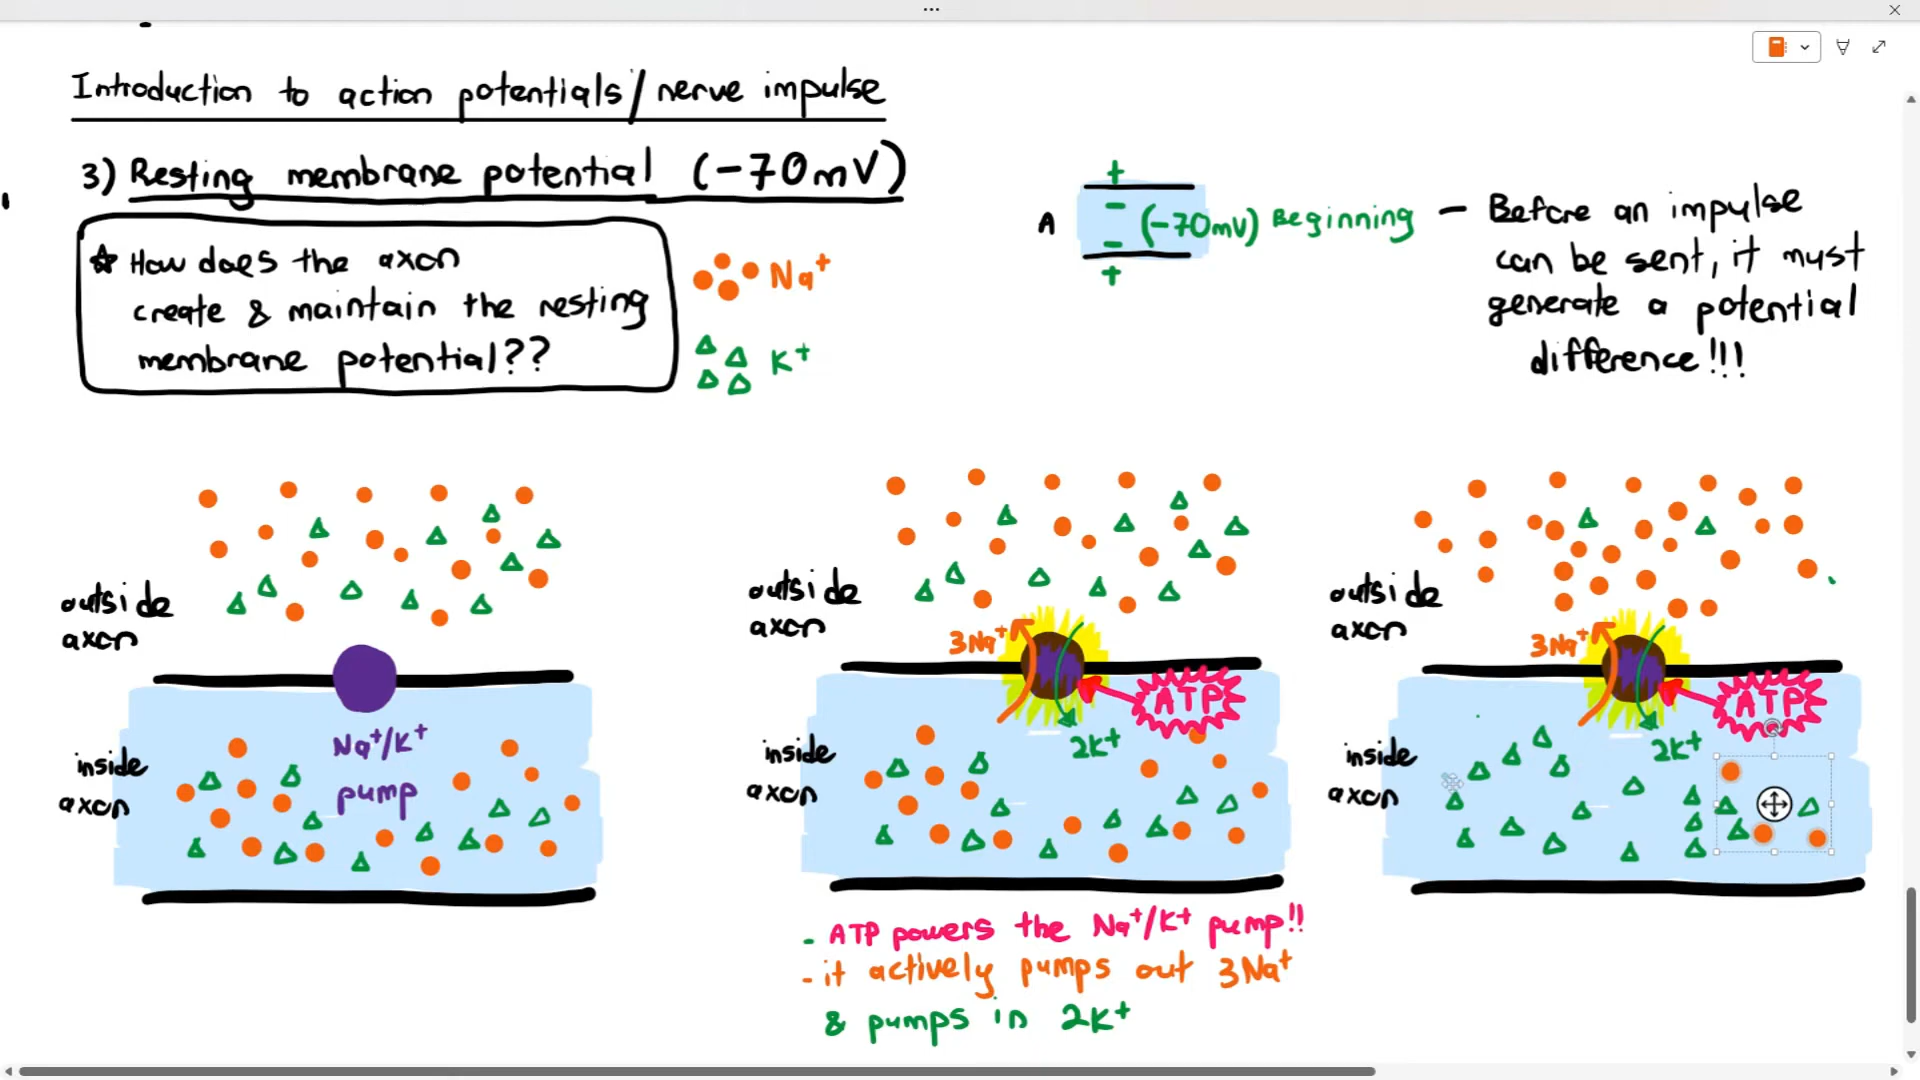 Introduction to action potentials/nerve impulse
3) Resting membrane potential (-70mV)
☆ How does the axon
create & maintain the resting
membrane potential??
Na⁺
K⁺
+
A - (-70mV) Beginning
-
+
- Before an impulse
can be sent, it must
generate a potential
difference!!!
outside
axon
inside
axon
Na⁺/K⁺
pump
outside
axon
3Na⁺
ATP
2K⁺
inside
axon
- ATP powers the Na⁺/K⁺ pump!!
- it actively pumps out 3Na⁺
& pumps in 2K⁺
outside
axon
3Na⁺
ATP
2K⁺
inside
axon